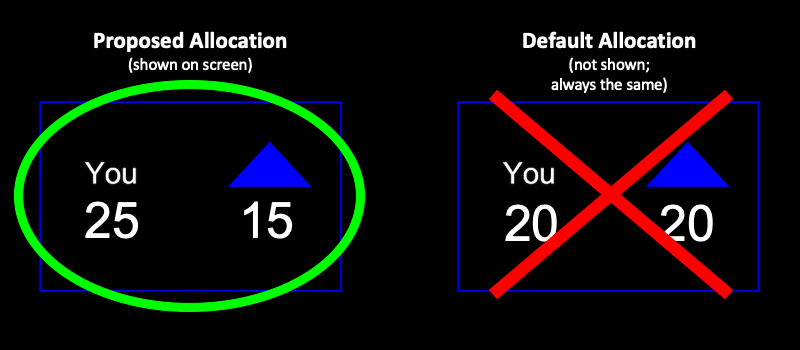 Proposed Allocation
(shown on screen)
You
25
15
Default Allocation
(not shown;
always the same)
You
20
20